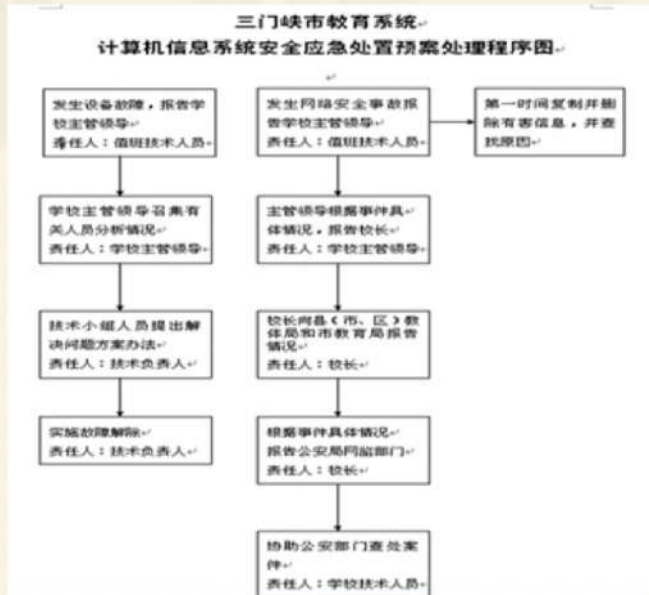 三门峡市教育系统
计算机信息系统安全应急处置预案处理程序图
发生设备故障，报告学
校主管领导
责任人：值班技术人员
学校主管领导召集有
关人员分析情况
责任人：学校主管领导
技术小组人员提出解
决问题方案办法
责任人：技术负责人
实施故障解除
责任人：技术负责人
发生网络安全事故报
告学校主管领导
责任人：值班技术人员
主管领导根据事件具
体情况，报告校长
责任人：学校主管领导
校长向县（市、区）教
体局和市教育局报告
情况
责任人：校长
根据事件具体情况
报告公安局网监部门
责任人：校长
协助公安部门查处案
件
责任人：学校技术人员
第一时间复制并删
除有害信息，并查
找原因